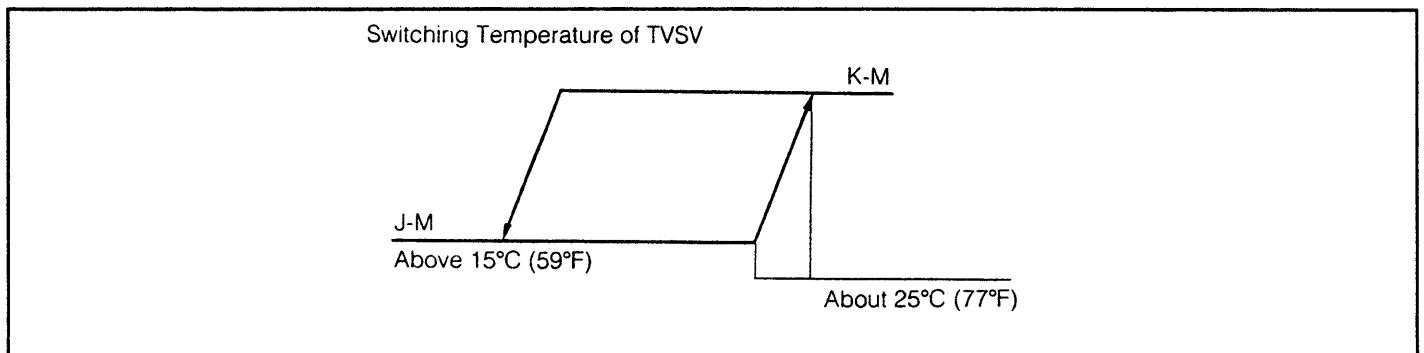 Switching Temperature of TVSV
K-M
J-M
Above 15°C (59°F)
About 25°C (77°F)